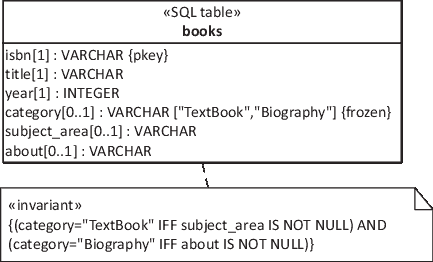 «SQL table»
books
isbn[1] : VARCHAR {pkey}
title[1] : VARCHAR
year[1] : INTEGER
category[0..1] : VARCHAR ["TextBook","Biography"] {frozen}
subject_area[0..1] : VARCHAR
about[0..1] : VARCHAR
«invariant»
{(category="TextBook" IFF subject_area IS NOT NULL) AND
(category="Biography" IFF about IS NOT NULL)}